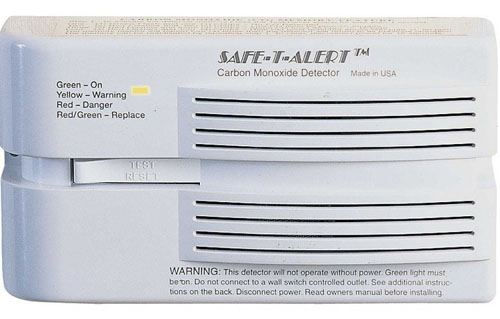 SAFE-T-ALERT™
Carbon Monoxide Detector Made in USA
Green – On
Yellow – Warning
Red – Danger
Red/Green – Replace
TEST
RESET
WARNING: This detector will not operate without power. Green light must
be on. Do not connect to a wall switch controlled outlet. See additional instruc-
tions on the back. Disconnect power. Read owners manual before installing.